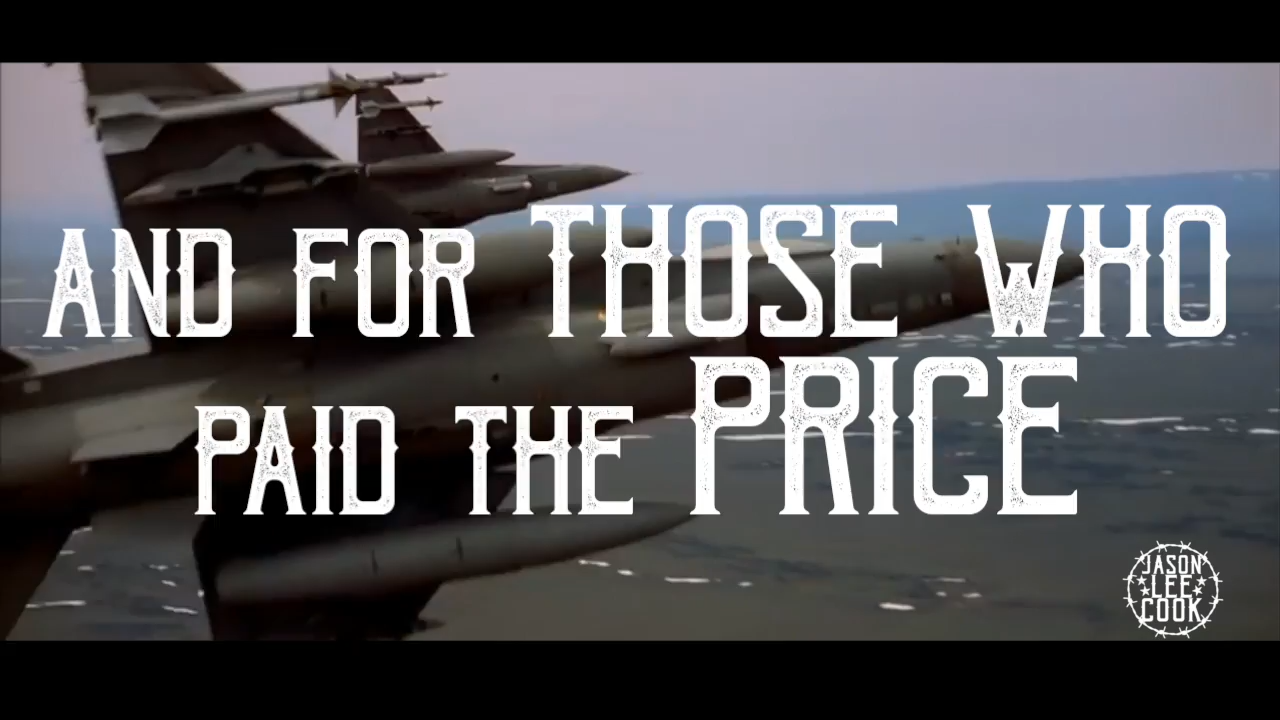 AND FOR THOSE WHO
PAID THE PRICE
JASON
LEE
COOK